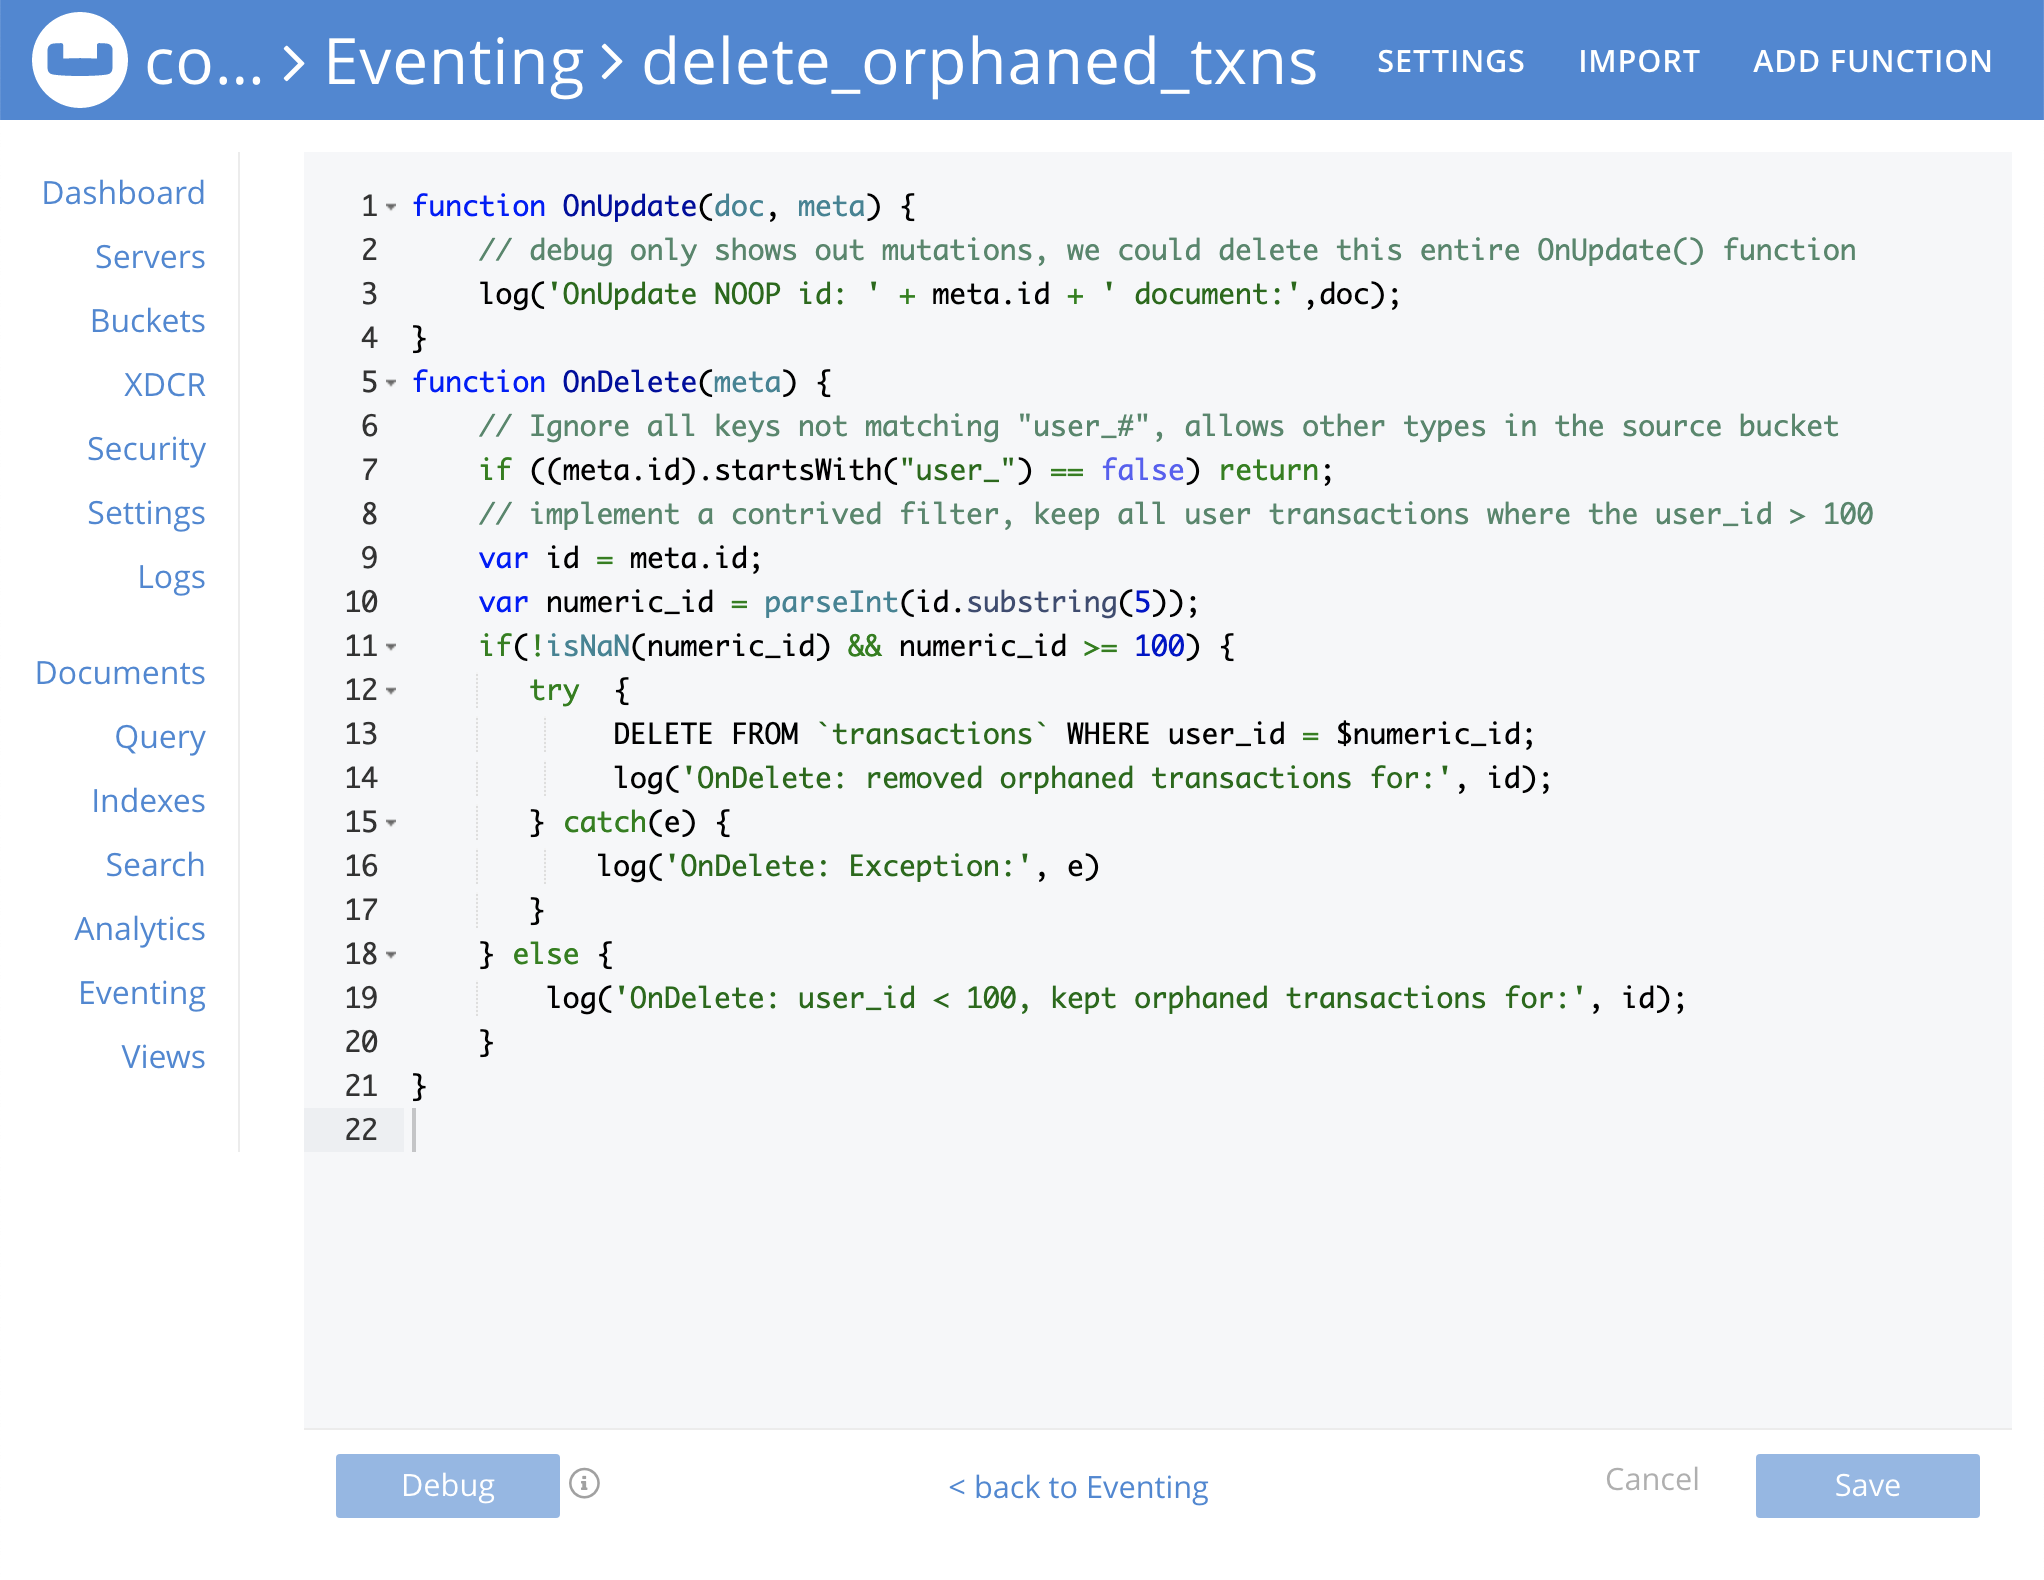 co... > Eventing > delete_orphaned_txns SETTINGS IMPORT ADD FUNCTION
Dashboard
Servers
Buckets
XDCR
Security
Settings
Logs
Documents
Query
Indexes
Search
Analytics
Eventing
Views
1 function OnUpdate(doc, meta) {
2     // debug only shows out mutations, we could delete this entire OnUpdate() function
3     log('OnUpdate NOOP id: ' + meta.id + ' document:',doc);
4 }
5 function OnDelete(meta) {
6     // Ignore all keys not matching "user_#", allows other types in the source bucket
7     if ((meta.id).startsWith("user_") == false) return;
8     // implement a contrived filter, keep all user transactions where the user_id > 100
9     var id = meta.id;
10     var numeric_id = parseInt(id.substring(5));
11     if(!isNaN(numeric_id) && numeric_id >= 100) {
12        try  {
13             DELETE FROM `transactions` WHERE user_id = $numeric_id;
14             log('OnDelete: removed orphaned transactions for:', id);
15        } catch(e) {
16            log('OnDelete: Exception:', e)
17        }
18     } else {
19         log('OnDelete: user_id < 100, kept orphaned transactions for:', id);
20     }
21 }
22
Debug
< back to Eventing
Cancel
Save